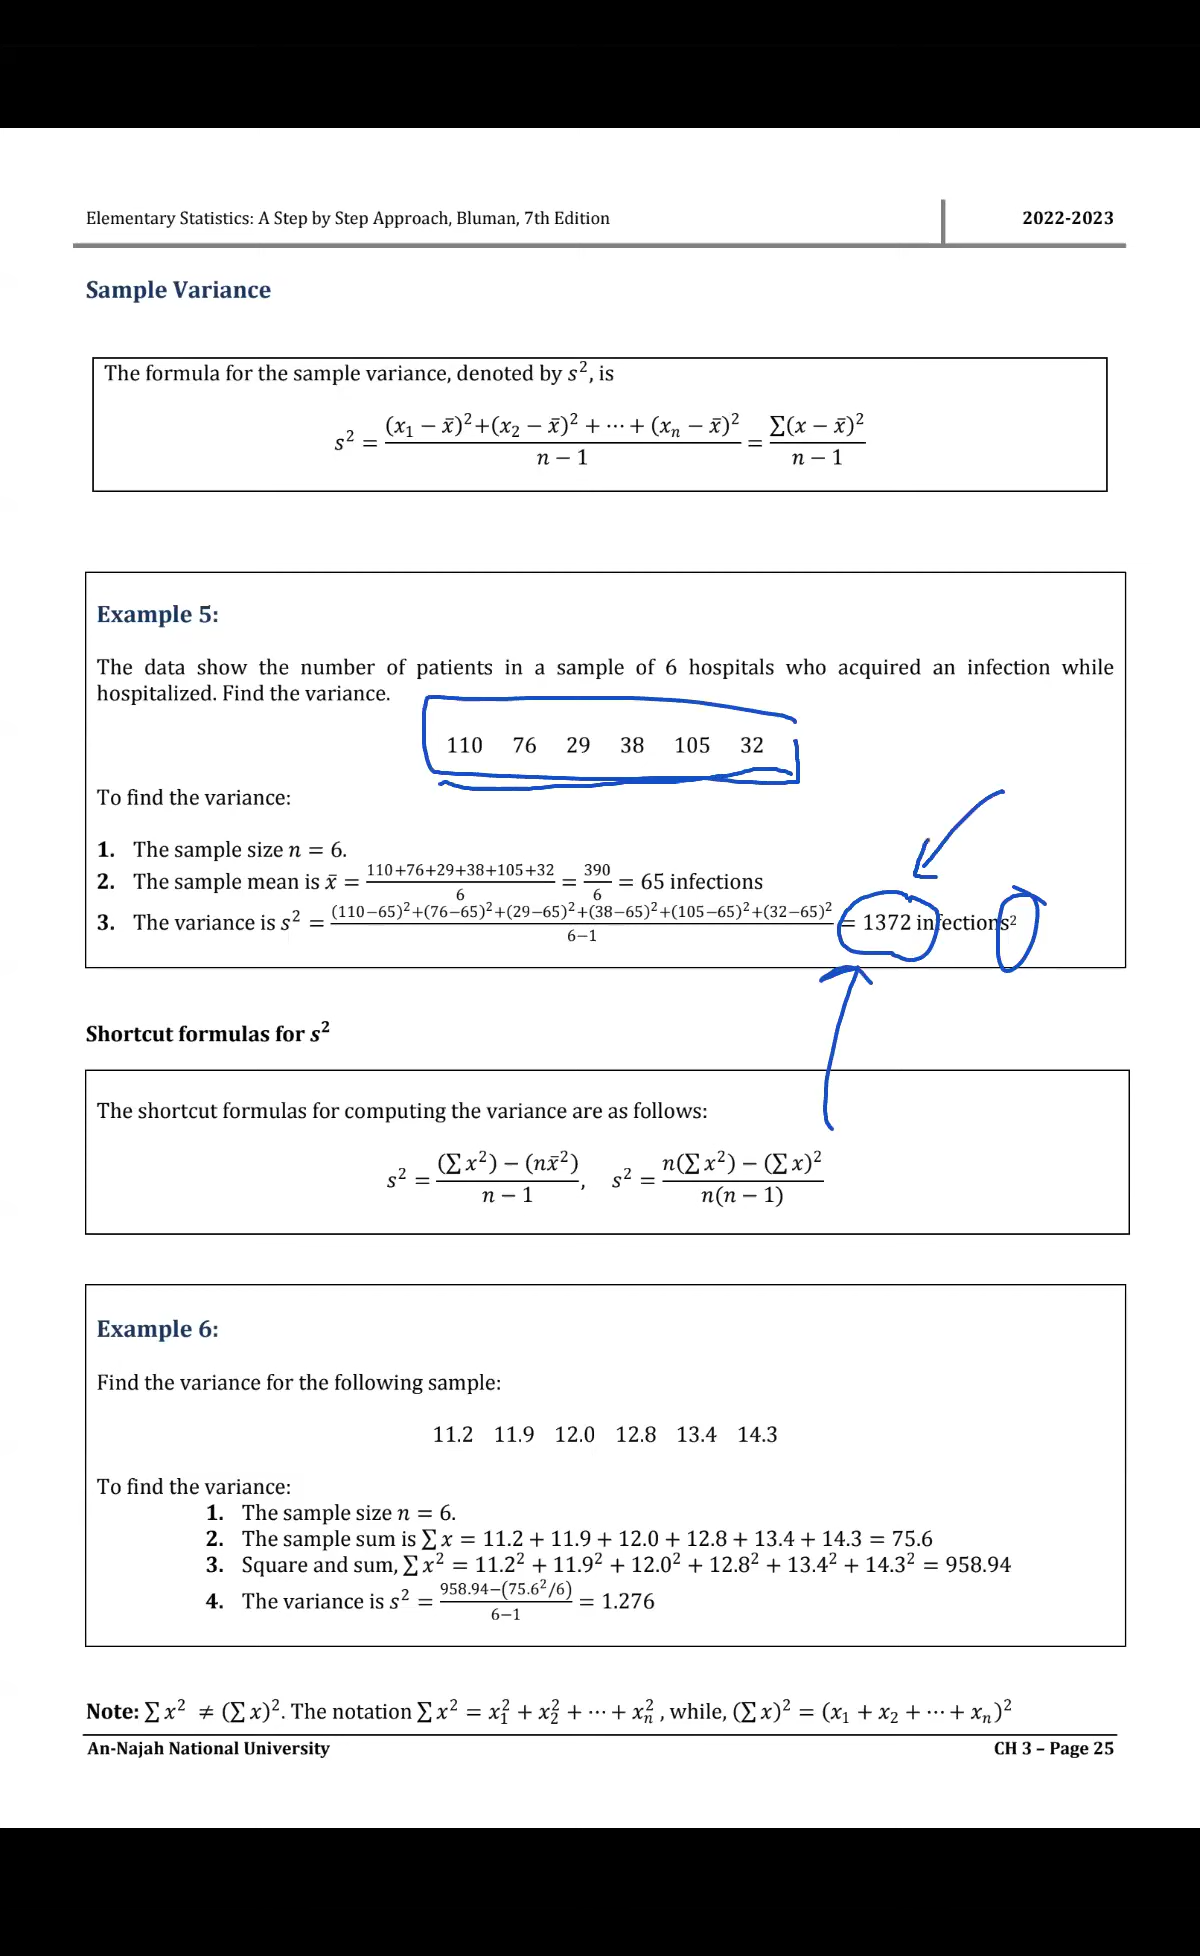 Elementary Statistics: A Step by Step Approach, Bluman, 7th Edition 2022-2023
Sample Variance
The formula for the sample variance, denoted by s², is
s² = (x₁ − x̄)²+(x₂ − x̄)² + ⋯ + (xₙ − x̄)² / n − 1 = ∑(x − x̄)² / n − 1
Example 5:
The data show the number of patients in a sample of 6 hospitals who acquired an infection while
hospitalized. Find the variance.
110 76 29 38 105 32
To find the variance:
1. The sample size n = 6.
2. The sample mean is x̄ = 110+76+29+38+105+32 / 6 = 390 / 6 = 65 infections
3. The variance is s² = (110−65)²+(76−65)²+(29−65)²+(38−65)²+(105−65)²+(32−65)² / 6−1 = 1372 infections²
Shortcut formulas for s²
The shortcut formulas for computing the variance are as follows:
s² = (∑ x²) − (nx̄²) / n − 1, s² = n(∑ x²) − (∑ x)² / n(n − 1)
Example 6:
Find the variance for the following sample:
11.2 11.9 12.0 12.8 13.4 14.3
To find the variance:
1. The sample size n = 6.
2. The sample sum is ∑ x = 11.2 + 11.9 + 12.0 + 12.8 + 13.4 + 14.3 = 75.6
3. Square and sum, ∑ x² = 11.2² + 11.9² + 12.0² + 12.8² + 13.4² + 14.3² = 958.94
4. The variance is s² = 958.94−(75.6²/6) / 6−1 = 1.276
Note: ∑ x² ≠ (∑ x)². The notation ∑ x² = x₁² + x₂² + ⋯ + xₙ² , while, (∑ x)² = (x₁ + x₂ + ⋯ + xₙ)²
An-Najah National University CH 3 – Page 25